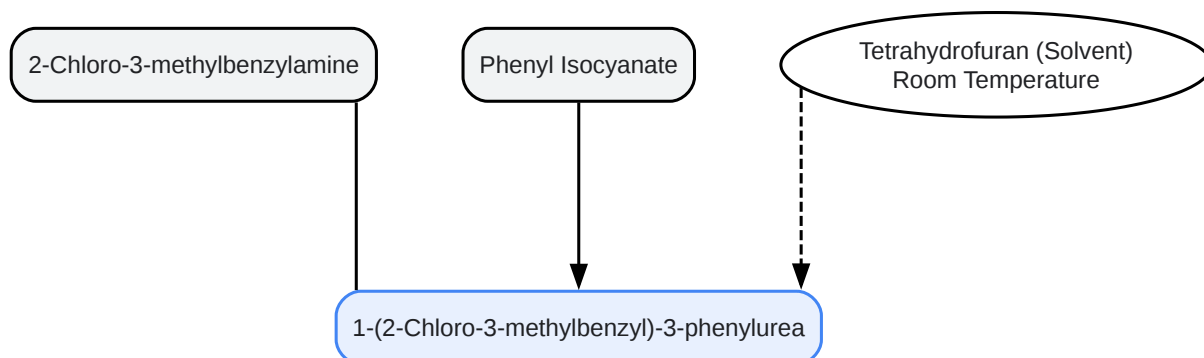 2-Chloro-3-methylbenzylamine
Phenyl Isocyanate
Tetrahydrofuran (Solvent)
Room Temperature
1-(2-Chloro-3-methylbenzyl)-3-phenylurea